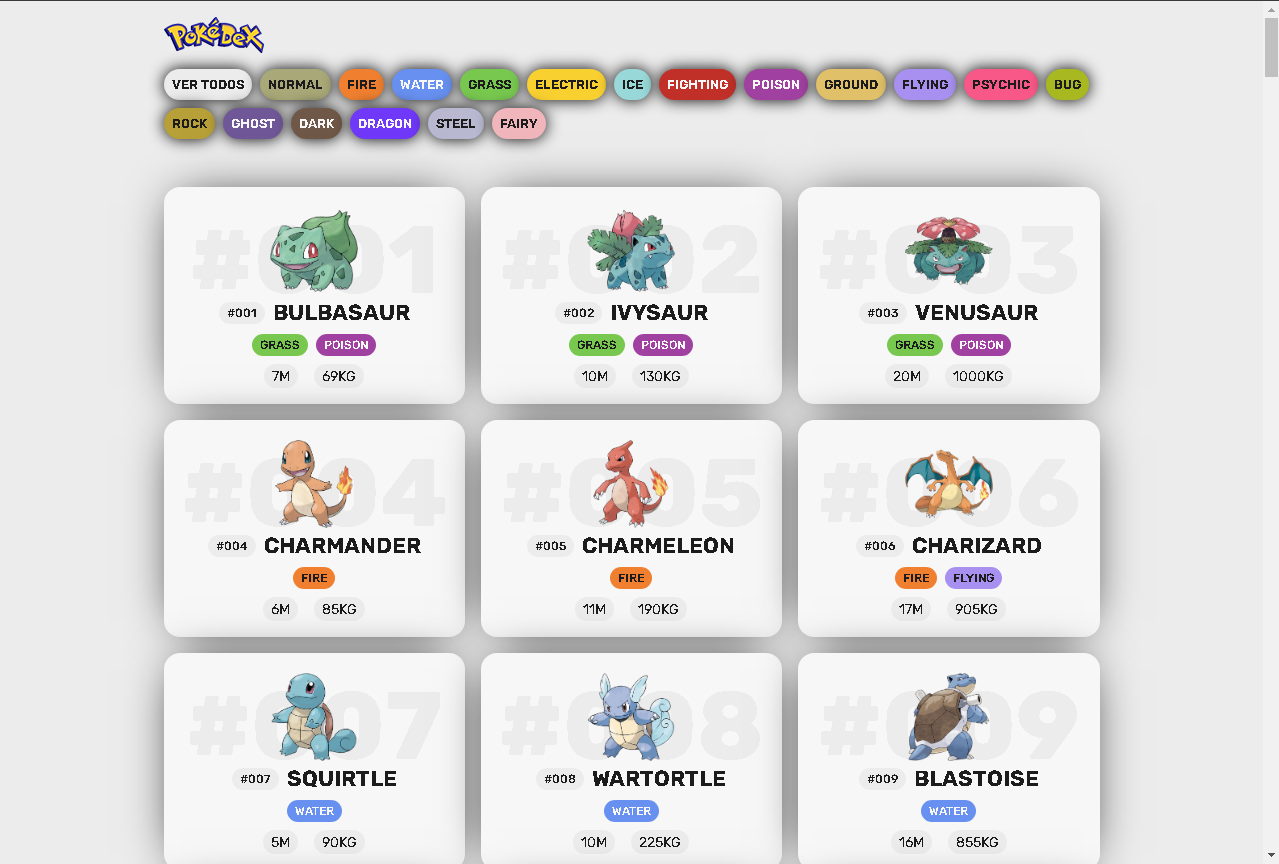 PokéDex
VER TODOS NORMAL FIRE WATER GRASS ELECTRIC ICE FIGHTING POISON GROUND FLYING PSYCHIC BUG
ROCK GHOST DARK DRAGON STEEL FAIRY
#001 #002 #003
#001 BULBASAUR #002 IVYSAUR #003 VENUSAUR
GRASS POISON GRASS POISON GRASS POISON
7M 69KG 10M 130KG 20M 1000KG
#004 #005 #006
#004 CHARMANDER #005 CHARMELEON #006 CHARIZARD
FIRE FIRE FIRE FLYING
6M 85KG 11M 190KG 17M 905KG
#007 #008 #009
#007 SQUIRTLE #008 WARTORTLE #009 BLASTOISE
WATER WATER WATER
5M 90KG 10M 225KG 16M 855KG